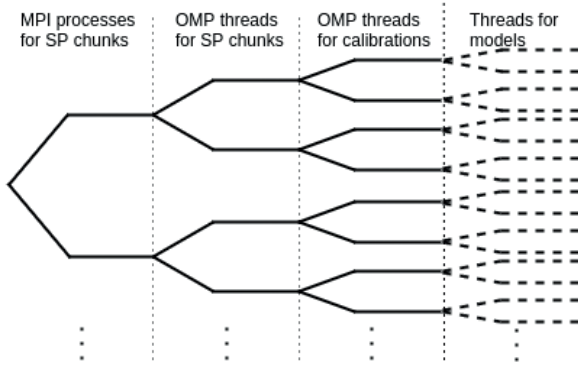 MPI processes
for SP chunks
OMP threads
for SP chunks
OMP threads
for calibrations
Threads for
models